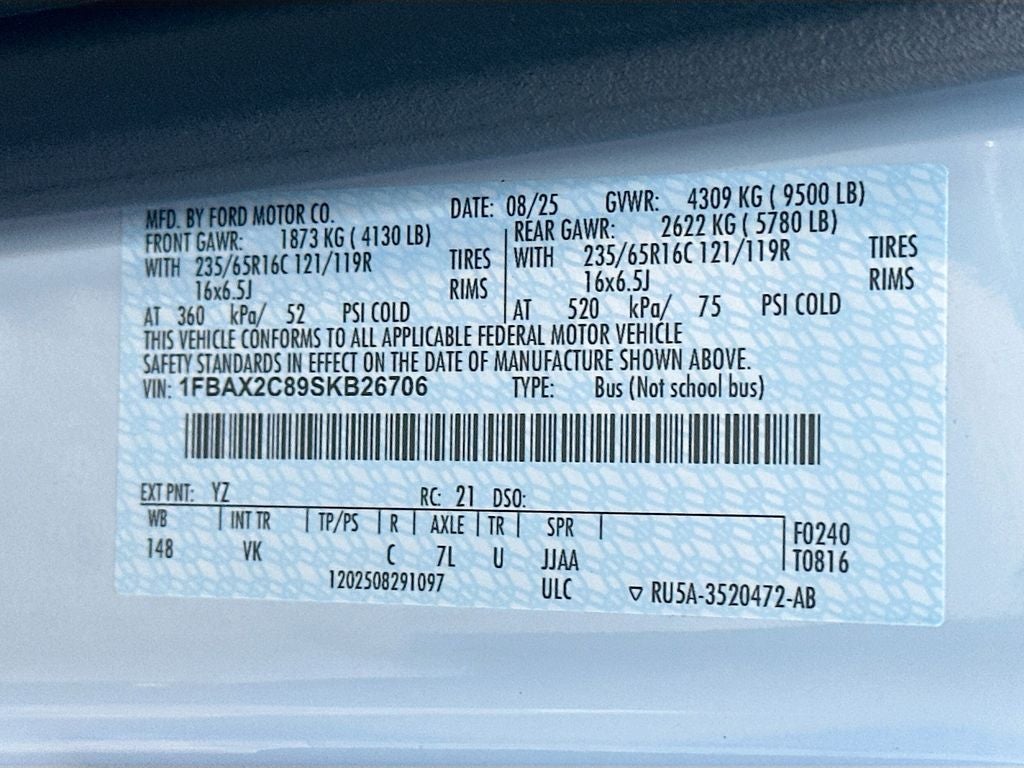 MFD. BY FORD MOTOR CO. DATE: 08/25 GVWR: 4309 KG ( 9500 LB)
FRONT GAWR: 1873 KG ( 4130 LB) REAR GAWR: 2622 KG ( 5780 LB)
WITH 235/65R16C 121/119R TIRES WITH 235/65R16C 121/119R TIRES
16x6.5J RIMS 16x6.5J RIMS
AT 360 kPa/ 52 PSI COLD AT 520 kPa/ 75 PSI COLD
THIS VEHICLE CONFORMS TO ALL APPLICABLE FEDERAL MOTOR VEHICLE
SAFETY STANDARDS IN EFFECT ON THE DATE OF MANUFACTURE SHOWN ABOVE.
VIN: 1FBAX2C89SKB26706 TYPE: Bus (Not school bus)
EXT PNT: YZ RC: 21 DSO:
WB INT TR TP/PS R AXLE TR SPR F0240
148 VK C 7L U JJAA T0816
1202508291097 ULC ▽ RU5A-3520472-AB